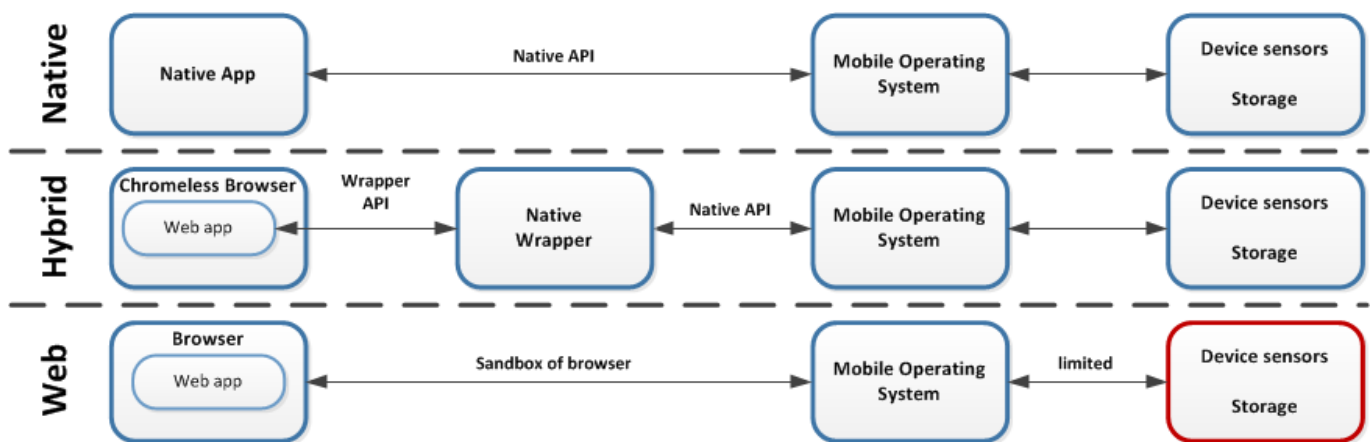 Native
Native App
Native API
Mobile Operating
System
Device sensors
Storage
Hybrid
Chromeless Browser
Web app
Wrapper
API
Native
Wrapper
Native API
Mobile Operating
System
Device sensors
Storage
Web
Browser
Web app
Sandbox of browser
Mobile Operating
System
limited
Device sensors
Storage